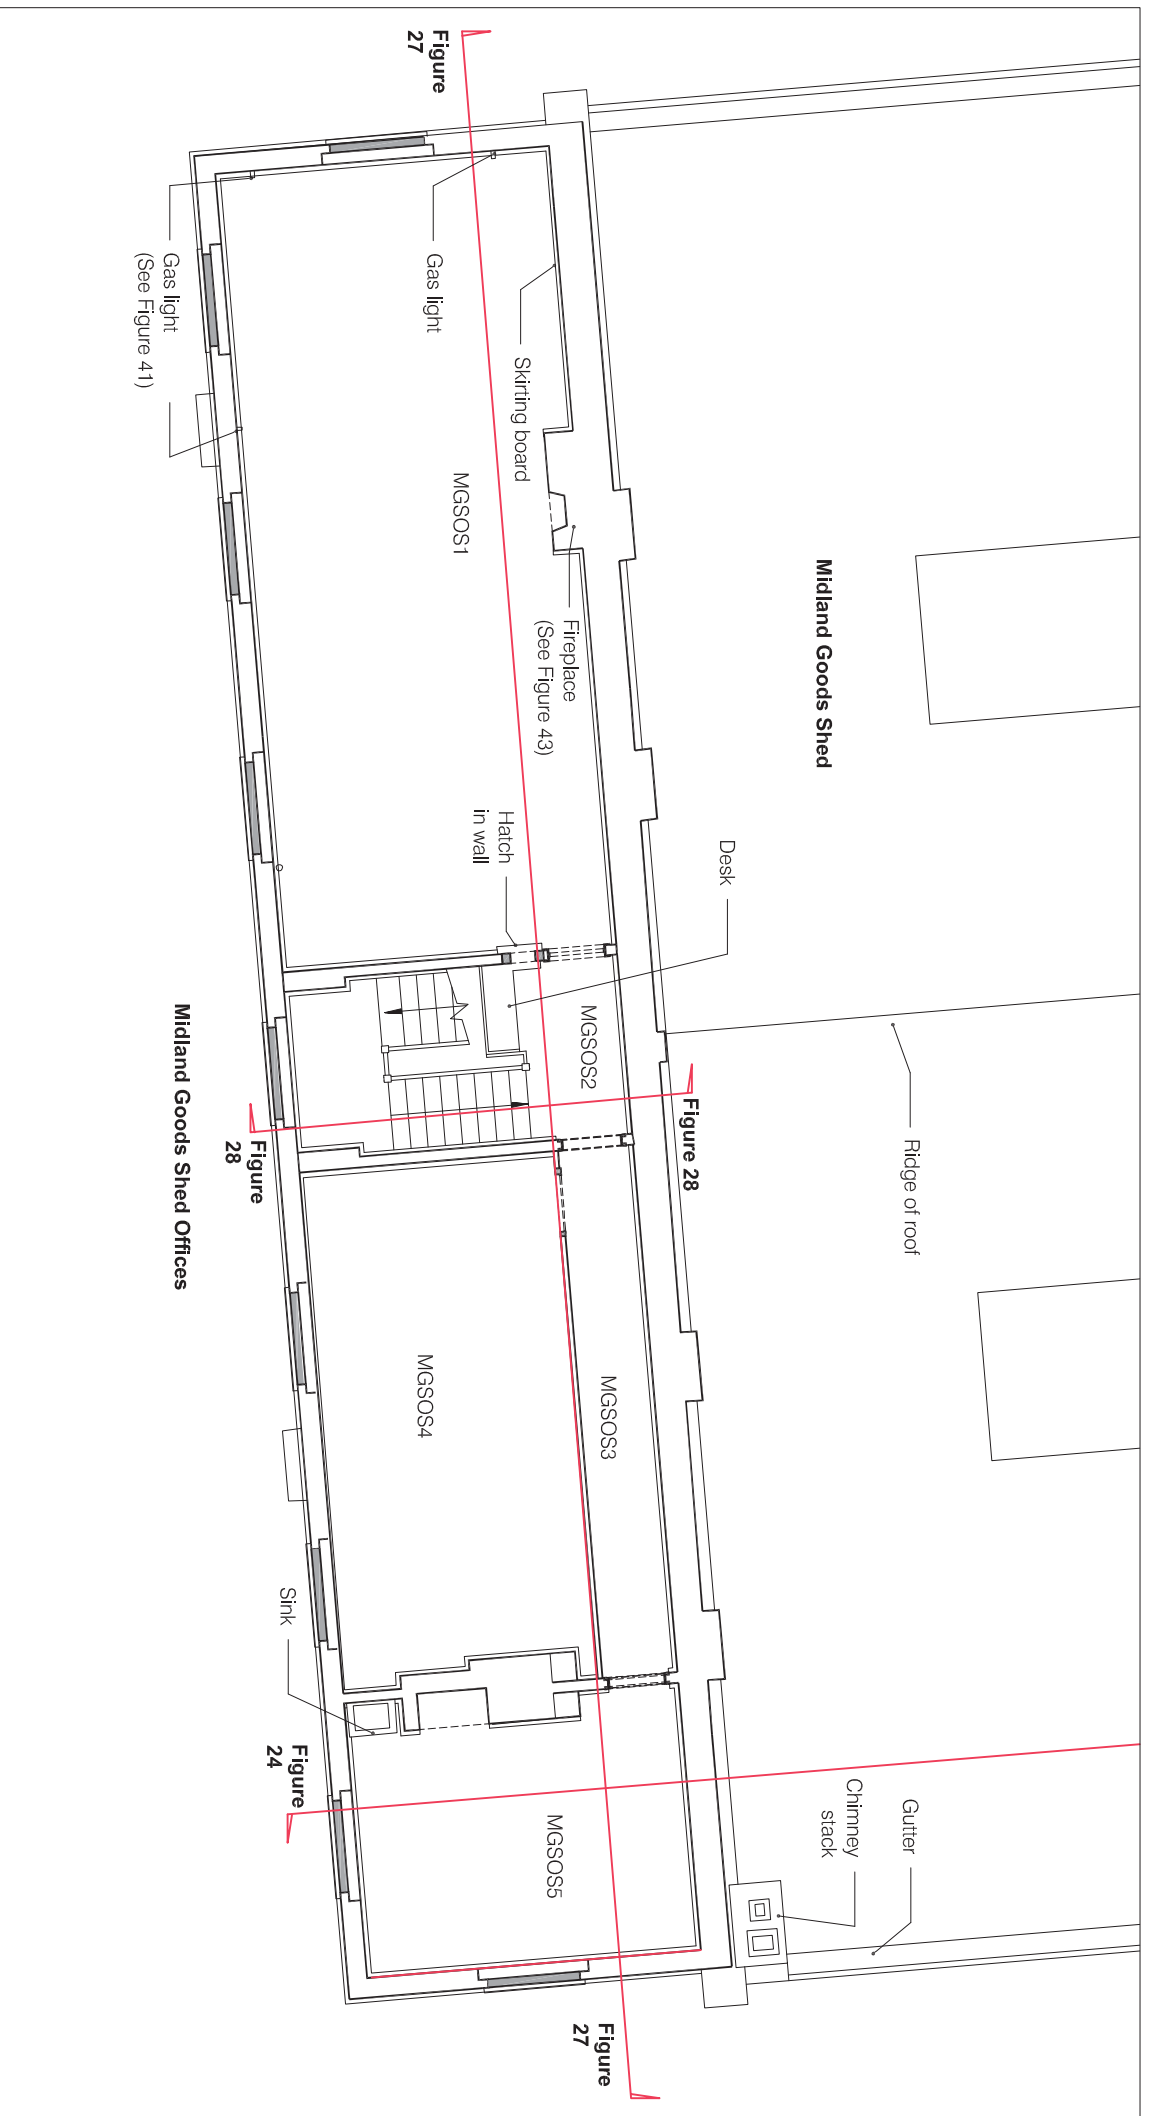 Figure
27
Gas light
(See Figure 41)
Gas light
Skirting board
MGSOS1
Fireplace
(See Figure 43)
Midland Goods Shed
Hatch
in wall
Desk
MGSOS2
Figure 28
Figure
28
Ridge of roof
Midland Goods Shed Offices
MGSOS4
MGSOS3
Sink
Figure
24
MGSOS5
Chimney
stack
Gutter
Figure
27